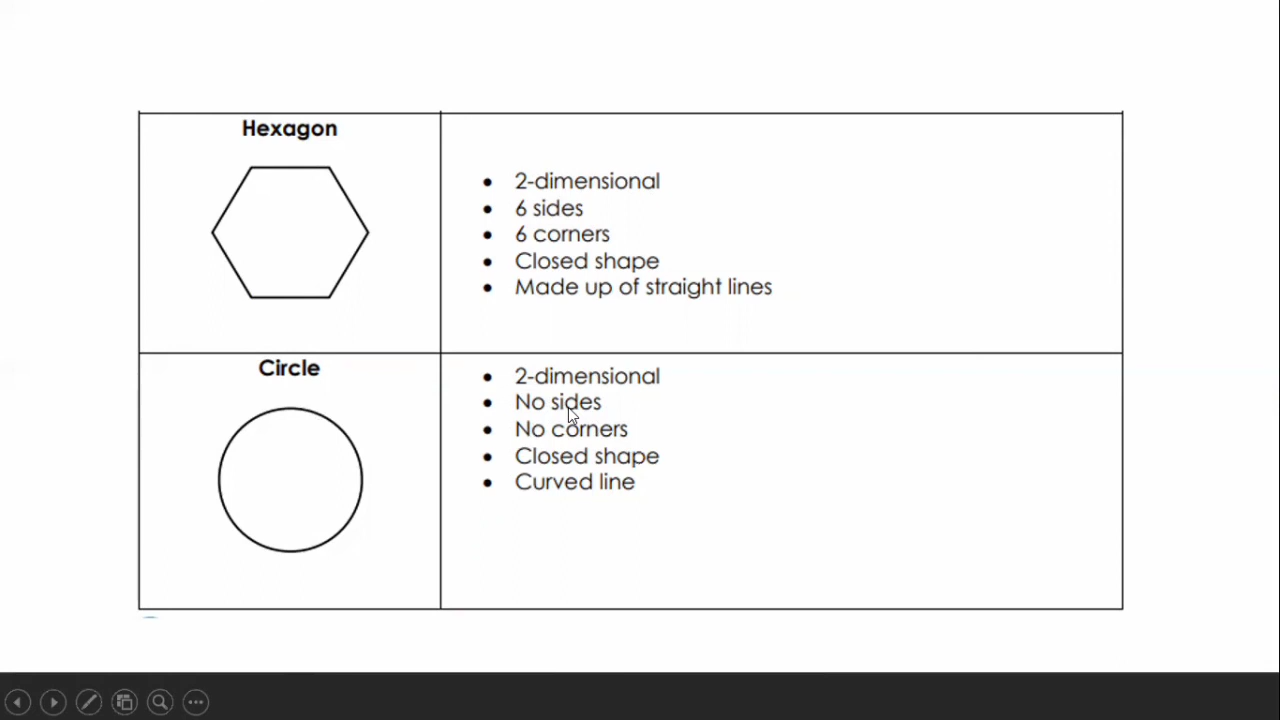 Hexagon
• 2-dimensional
• 6 sides
• 6 corners
• Closed shape
• Made up of straight lines
Circle
• 2-dimensional
• No sides
• No corners
• Closed shape
• Curved line